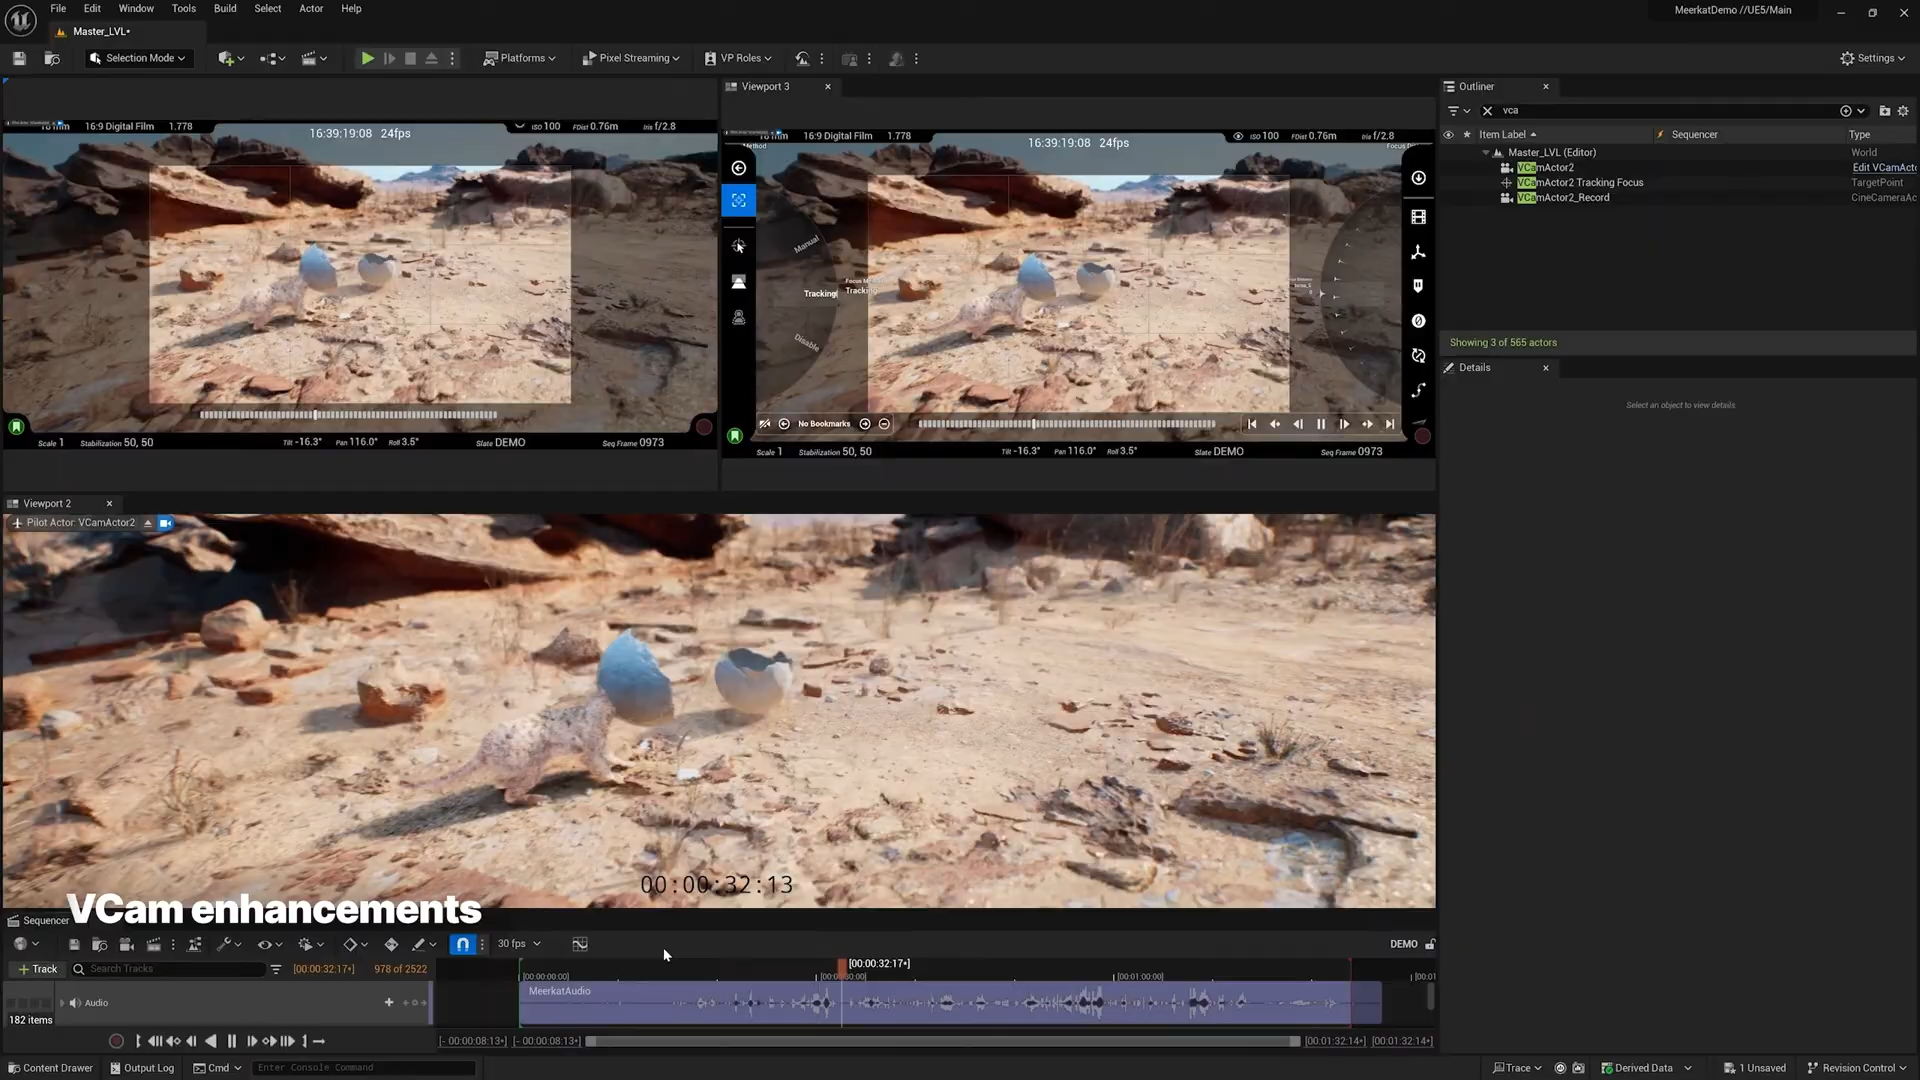 File Edit Window Tools Build Select Actor Help
MeerkatDemo //UE5/Main
Master_LVL•
Selection Mode
Platforms
Pixel Streaming
VP Roles
Settings
16:9 Digital Film 1.778
16:39:19:08 24fps
ISO 100 FDist 0.76m Iris f/2.8
Scale 1 Stabilization 50, 50 Tilt -16.3° Pan 116.0° Roll 3.5° Slate DEMO Seq Frame 0973
Viewport 3
16:9 Digital Film 1.778
16:39:19:08 24fps
ISO 100 FDist 0.76m Iris f/2.8
Manual
Tracking
Tracking
Disable
No Bookmarks
Scale 1 Stabilization 50, 50 Tilt -16.3° Pan 116.0° Roll 3.5° Slate DEMO Seq Frame 0973
Outliner
vca
Item Label Sequencer Type
Master_LVL (Editor) World
VCamActor2 Edit VCamActo
VCamActor2 Tracking Focus TargetPoint
VCamActor2_Record CineCameraAc
Showing 3 of 565 actors
Details
Select an object to view details
Viewport 2
Pilot Actor: VCamActor2
00:00:32:13
VCam enhancements
Sequencer
30 fps
DEMO
+ Track
Search Tracks
[00:00:32:17*]
978 of 2522
[00:00:32:17*]
[00:00:00:00]
[00:01:00:00]
Audio
MeerkatAudio
182 items
[- 00:00:08:13*] [- 00:00:08:13*]
[00:01:32:14*] [00:01:32:14*]
Content Drawer
Output Log
Cmd
Enter Console Command
Trace
Derived Data
1 Unsaved
Revision Control